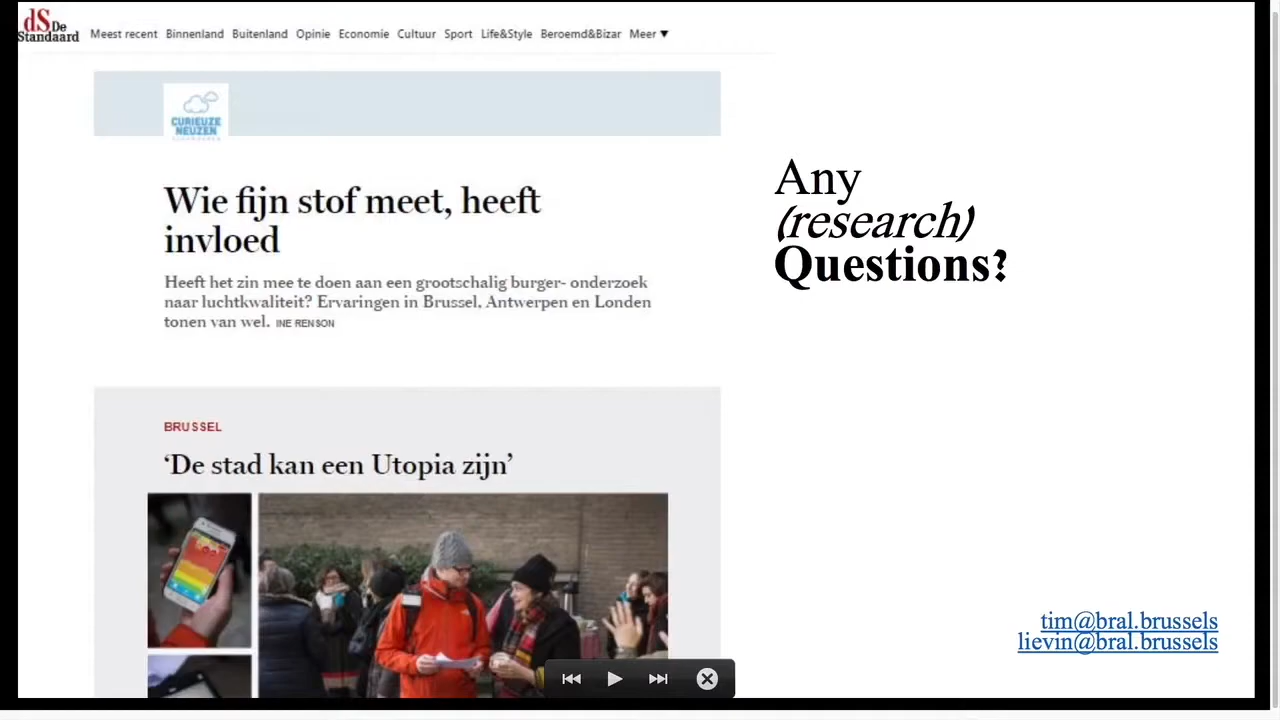 dS De
Standaard
Meest recent Binnenland Buitenland Opinie Economie Cultuur Sport Life&Style Beroemd&Bizar Meer ▼
CURIEUZE
NEUZEN
Wie fijn stof meet, heeft
invloed
Heeft het zin mee te doen aan een grootschalig burger- onderzoek
naar luchtkwaliteit? Ervaringen in Brussel, Antwerpen en Londen
tonen van wel. INE RENSON
BRUSSEL
‘De stad kan een Utopia zijn’
Any
(research)
Questions?
tim@bral.brussels
lievin@bral.brussels